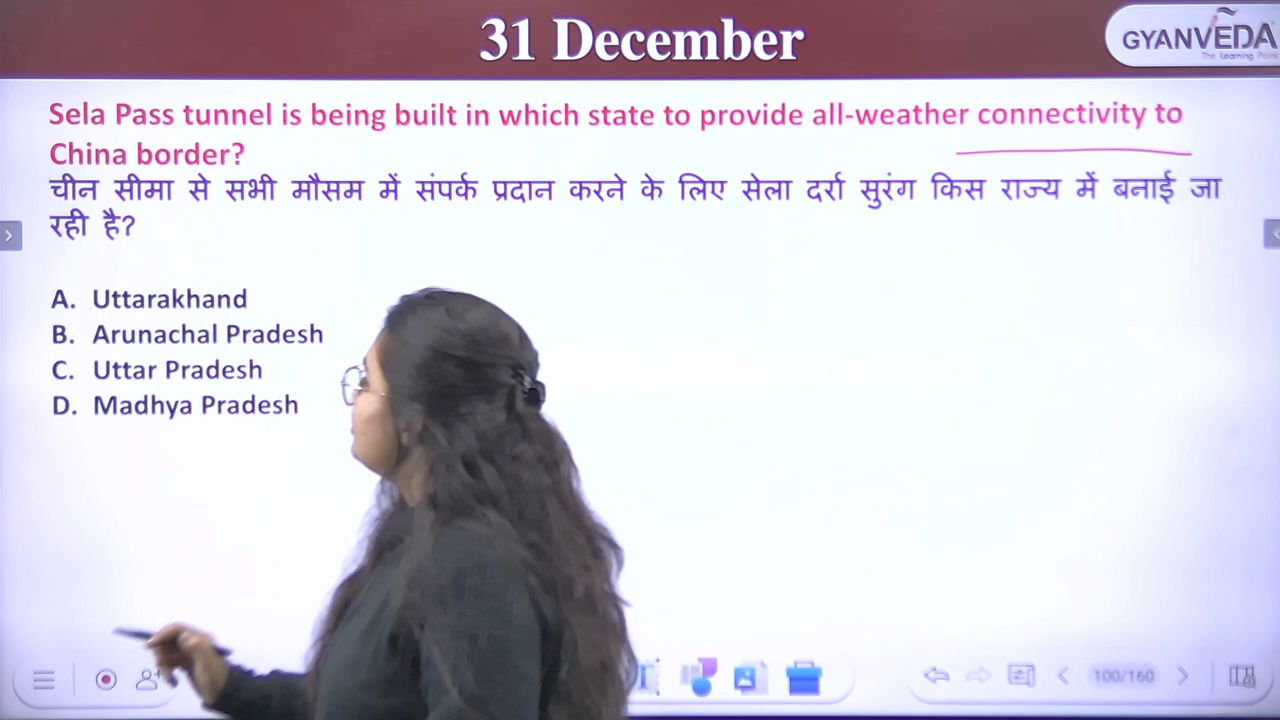 31 December
GYANVEDA
The Learning Point
Sela Pass tunnel is being built in which state to provide all-weather connectivity to
China border?
चीन सीमा से सभी मौसम में संपर्क प्रदान करने के लिए सेला दर्रा सुरंग किस राज्य में बनाई जा
रही है?
A. Uttarakhand
B. Arunachal Pradesh
C. Uttar Pradesh
D. Madhya Pradesh
100/160